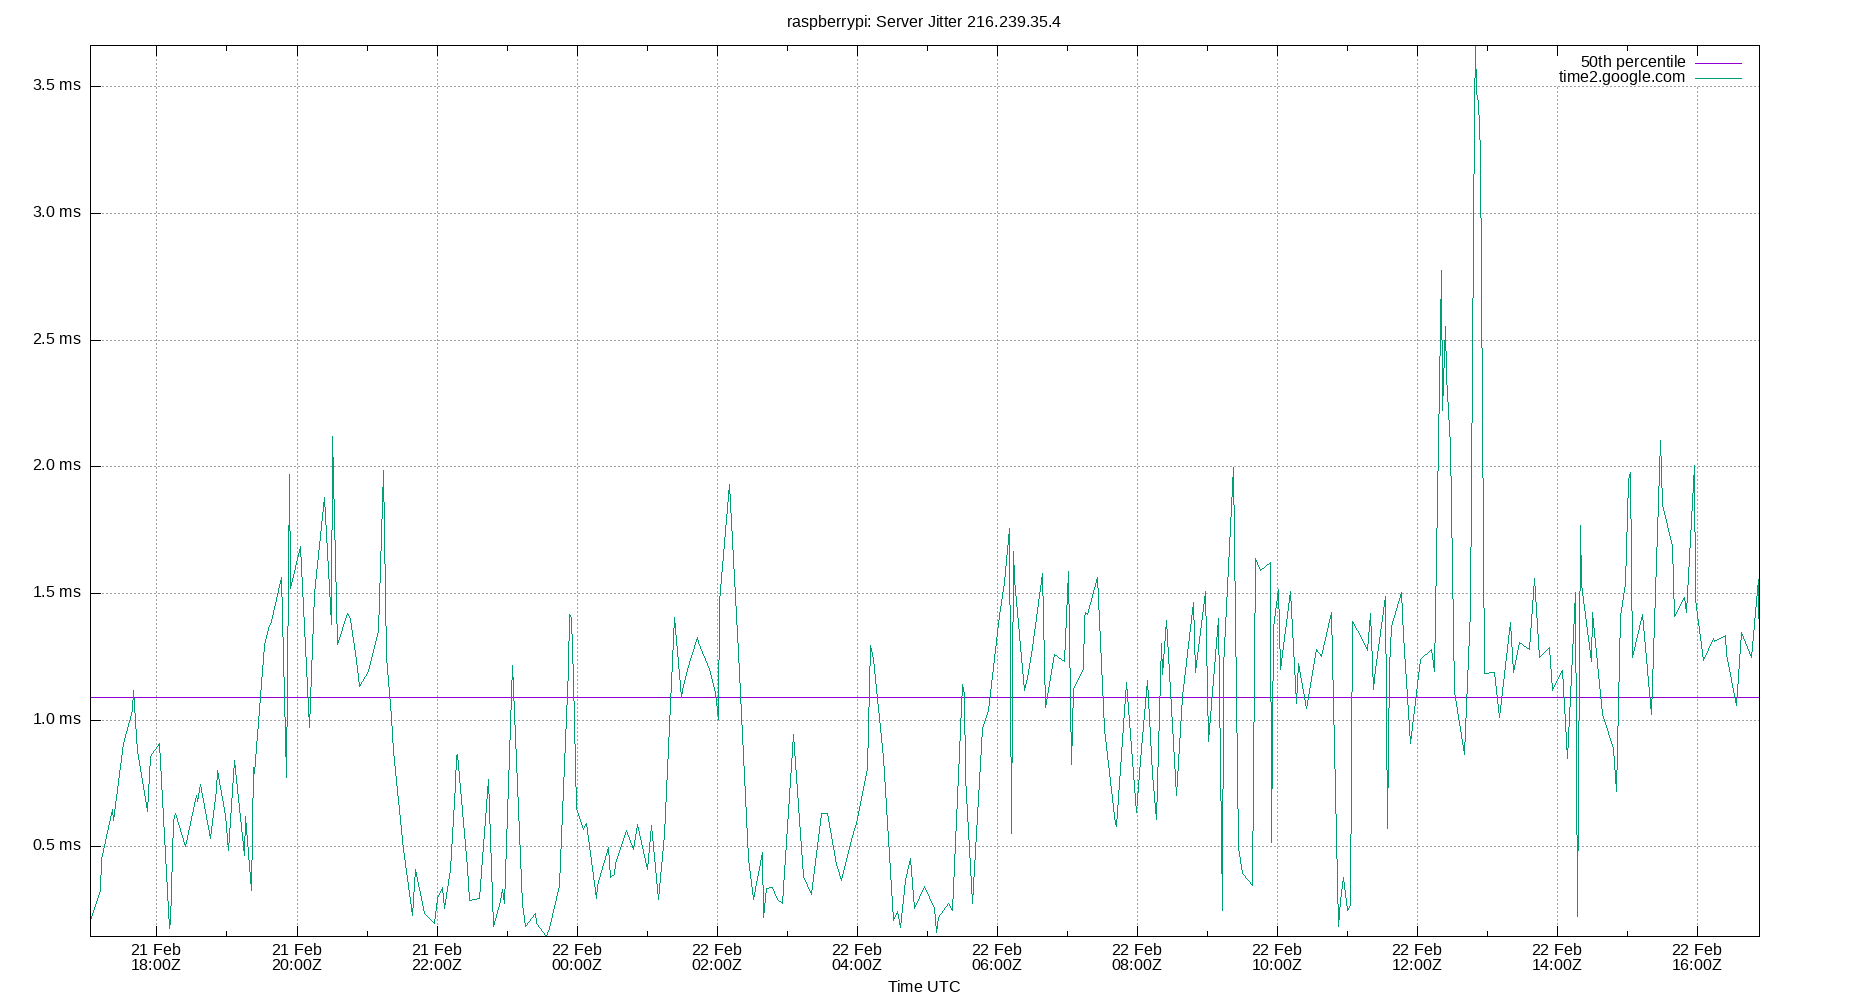 raspberrypi: Server Jitter 216.239.35.4
50th percentile
time2.google.com
3.5 ms
3.0 ms
2.5 ms
2.0 ms
1.5 ms
1.0 ms
0.5 ms
21 Feb 21 Feb 21 Feb 22 Feb 22 Feb 22 Feb 22 Feb 22 Feb 22 Feb 22 Feb 22 Feb 22 Feb
18:00Z 20:00Z 22:00Z 00:00Z 02:00Z 04:00Z 06:00Z 08:00Z 10:00Z 12:00Z 14:00Z 16:00Z
Time UTC